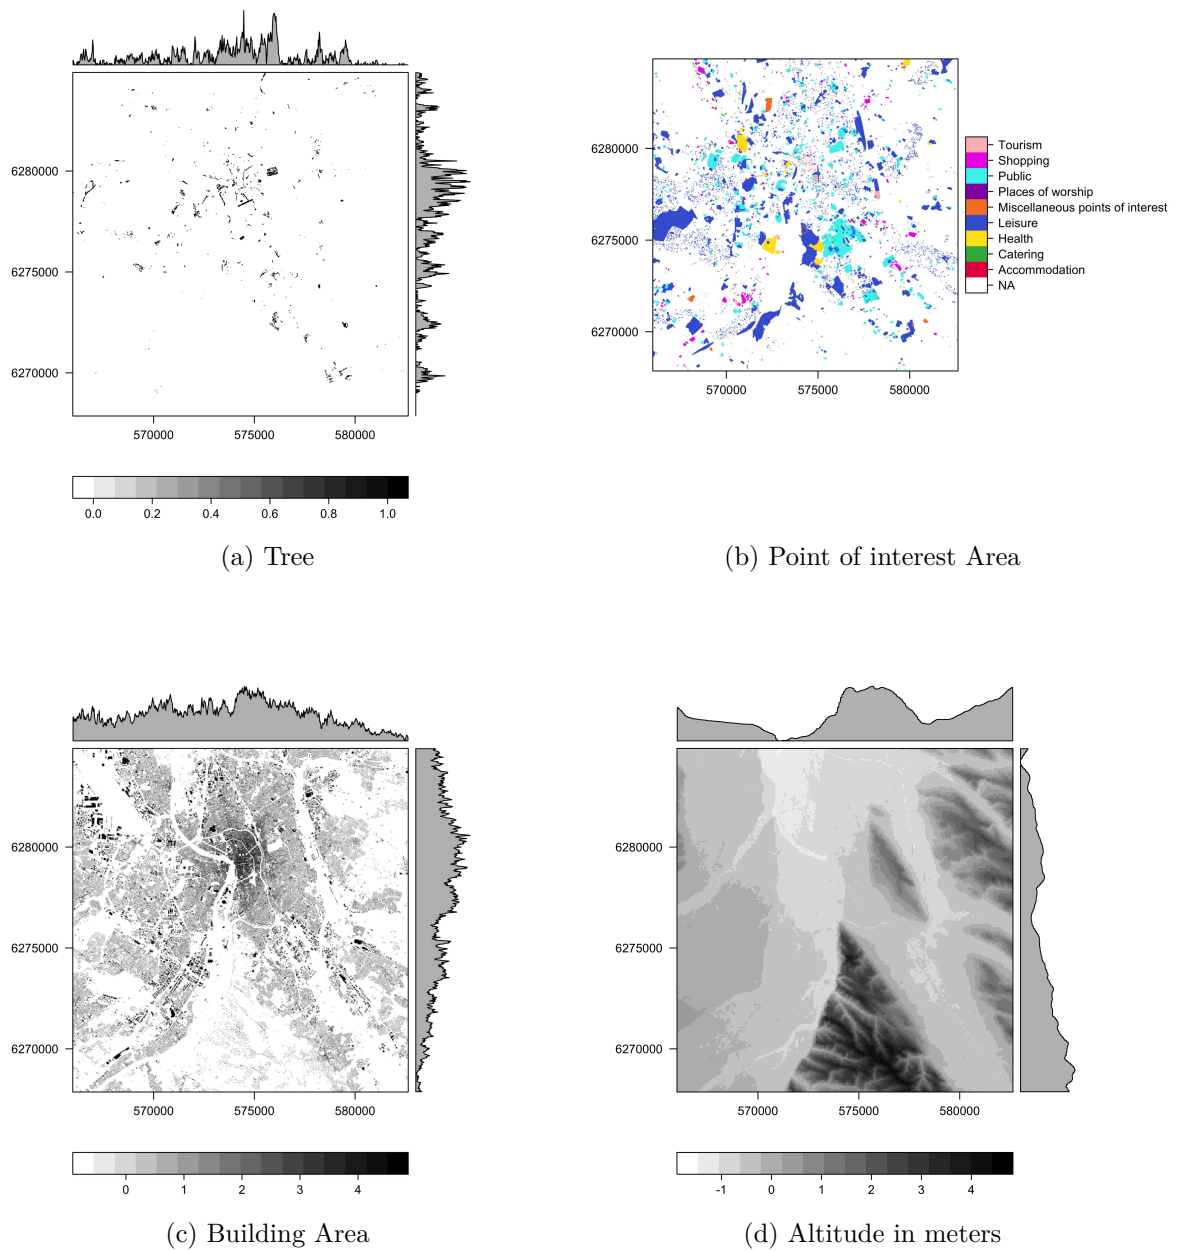 6280000
6275000
6270000
570000 575000 580000
0.0 0.2 0.4 0.6 0.8 1.0
(a) Tree
6280000
6275000
6270000
570000 575000 580000
Tourism
Shopping
Public
Places of worship
Miscellaneous points of interest
Leisure
Health
Catering
Accommodation
NA
(b) Point of interest Area
6280000
6275000
6270000
570000 575000 580000
0 1 2 3 4
(c) Building Area
6280000
6275000
6270000
570000 575000 580000
-1 0 1 2 3 4
(d) Altitude in meters